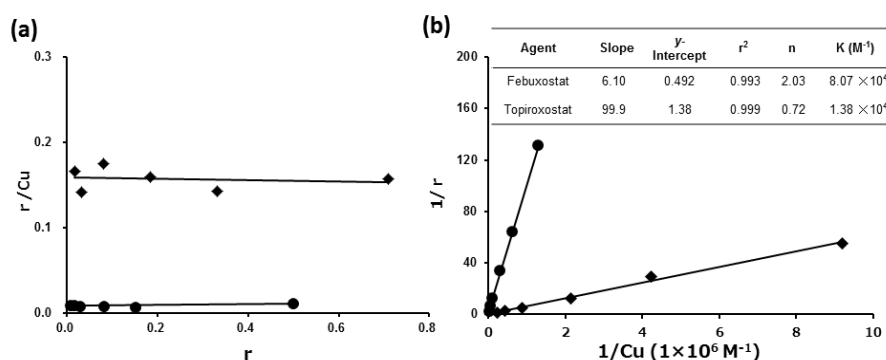 (a)
0.3
0.2
0.1
0.0
r /Cu
0.0 0.2 0.4 0.6 0.8
r
(b)
200
160
120
80
40
0
1/ r
Agent Slope y-Intercept r² n K (M⁻¹)
Febuxostat 6.10 0.492 0.993 2.03 8.07 ×10⁴
Topiroxostat 99.9 1.38 0.999 0.72 1.38 ×10⁴
0 2 4 6 8 10
1/Cu (1×10⁶ M⁻¹)